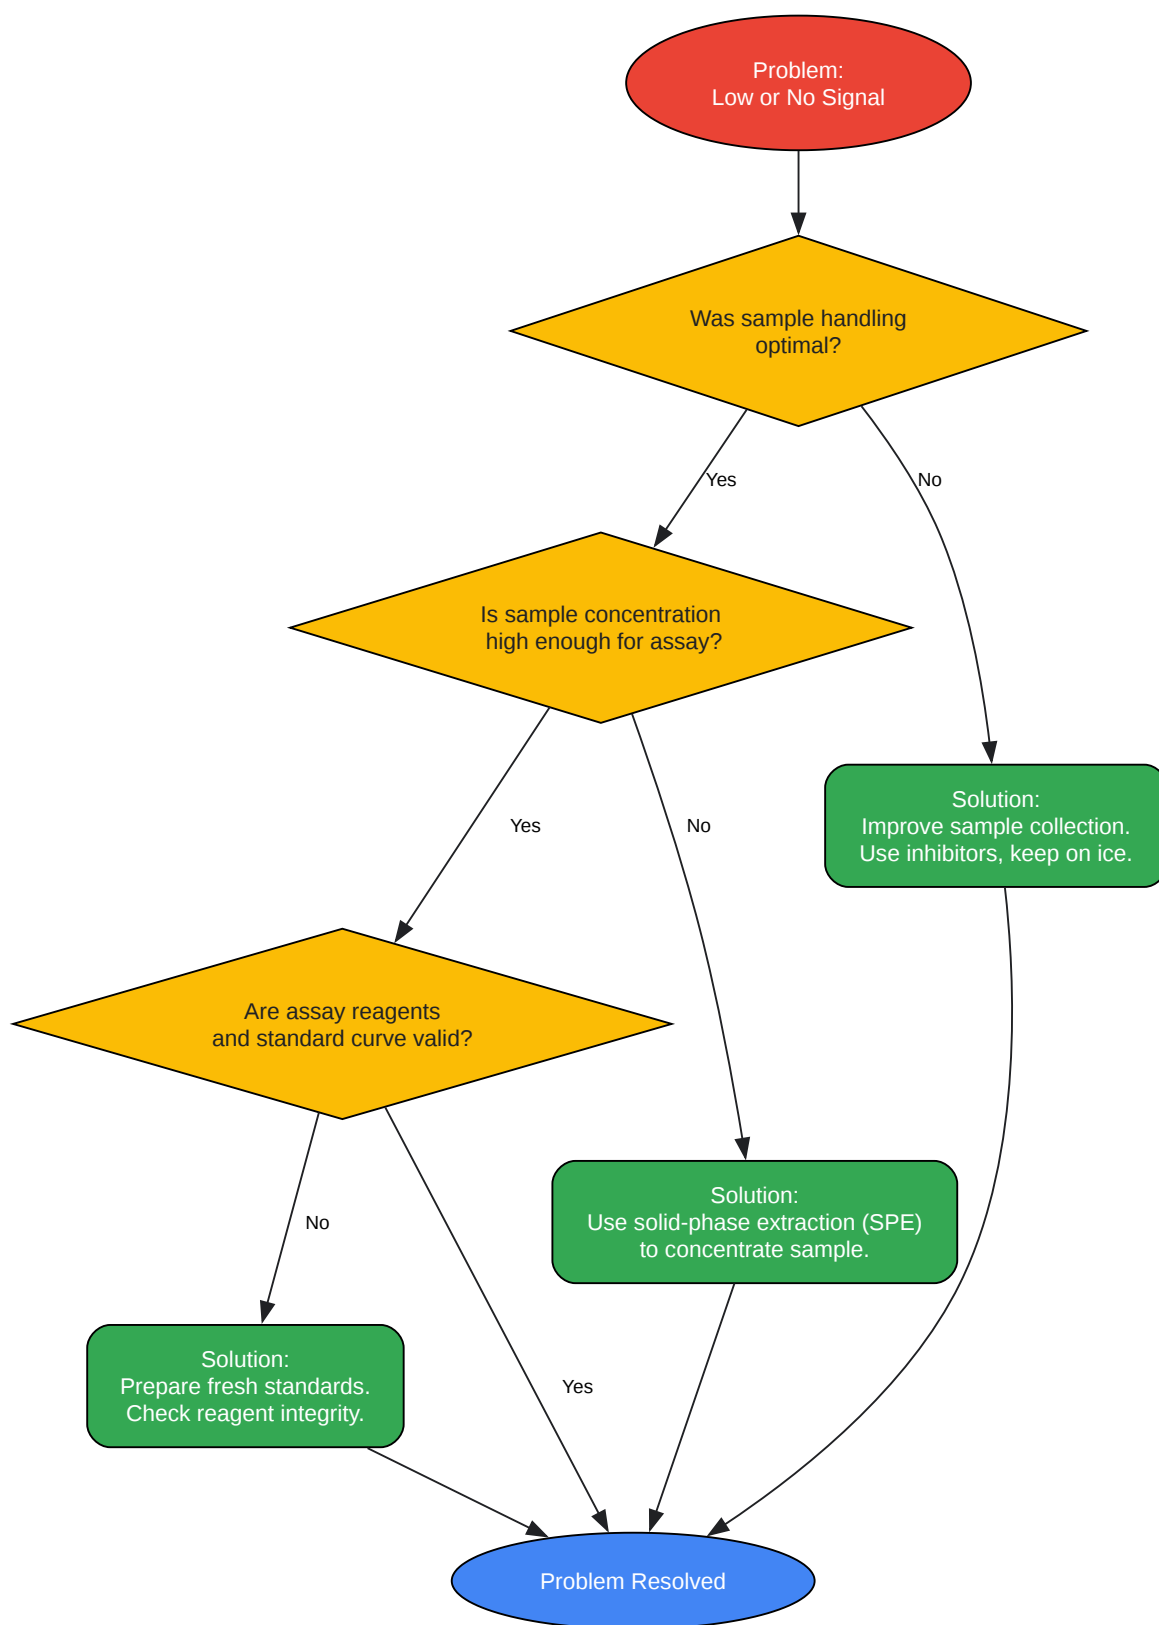 Problem:
Low or No Signal
Was sample handling
optimal?
Yes
No
Is sample concentration
high enough for assay?
Yes
No
Solution:
Improve sample collection.
Use inhibitors, keep on ice.
Are assay reagents
and standard curve valid?
No
Yes
Solution:
Use solid-phase extraction (SPE)
to concentrate sample.
Solution:
Prepare fresh standards.
Check reagent integrity.
Problem Resolved